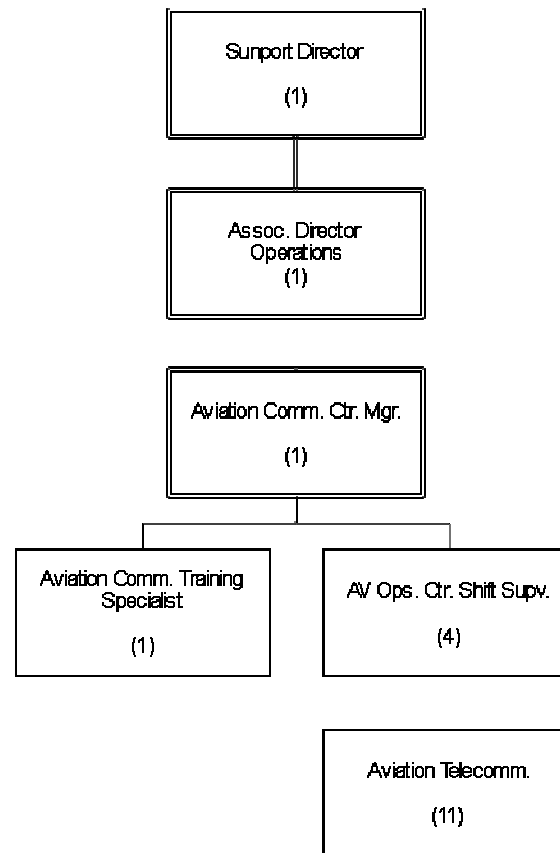 Sunport Director
(1)
Assoc. Director
Operations
(1)
Aviation Comm. Ctr. Mgr.
(1)
Aviation Comm. Training
Specialist
(1)
AV Ops. Ctr. Shift Supv.
(4)
Aviation Telecomm.
(11)